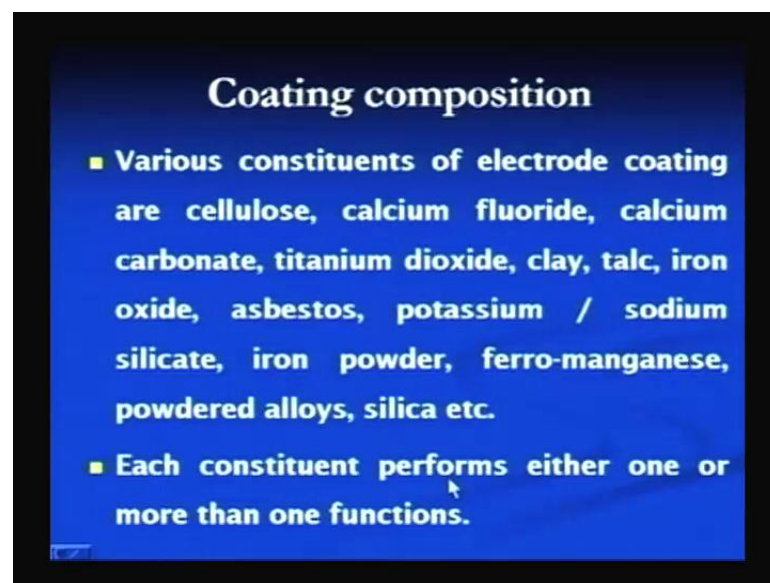 Coating composition
Various constituents of electrode coating
are cellulose, calcium fluoride, calcium
carbonate, titanium dioxide, clay, talc, iron
oxide, asbestos, potassium / sodium
silicate, iron powder, ferro-manganese,
powdered alloys, silica etc.
Each constituent performs either one or
more than one functions.